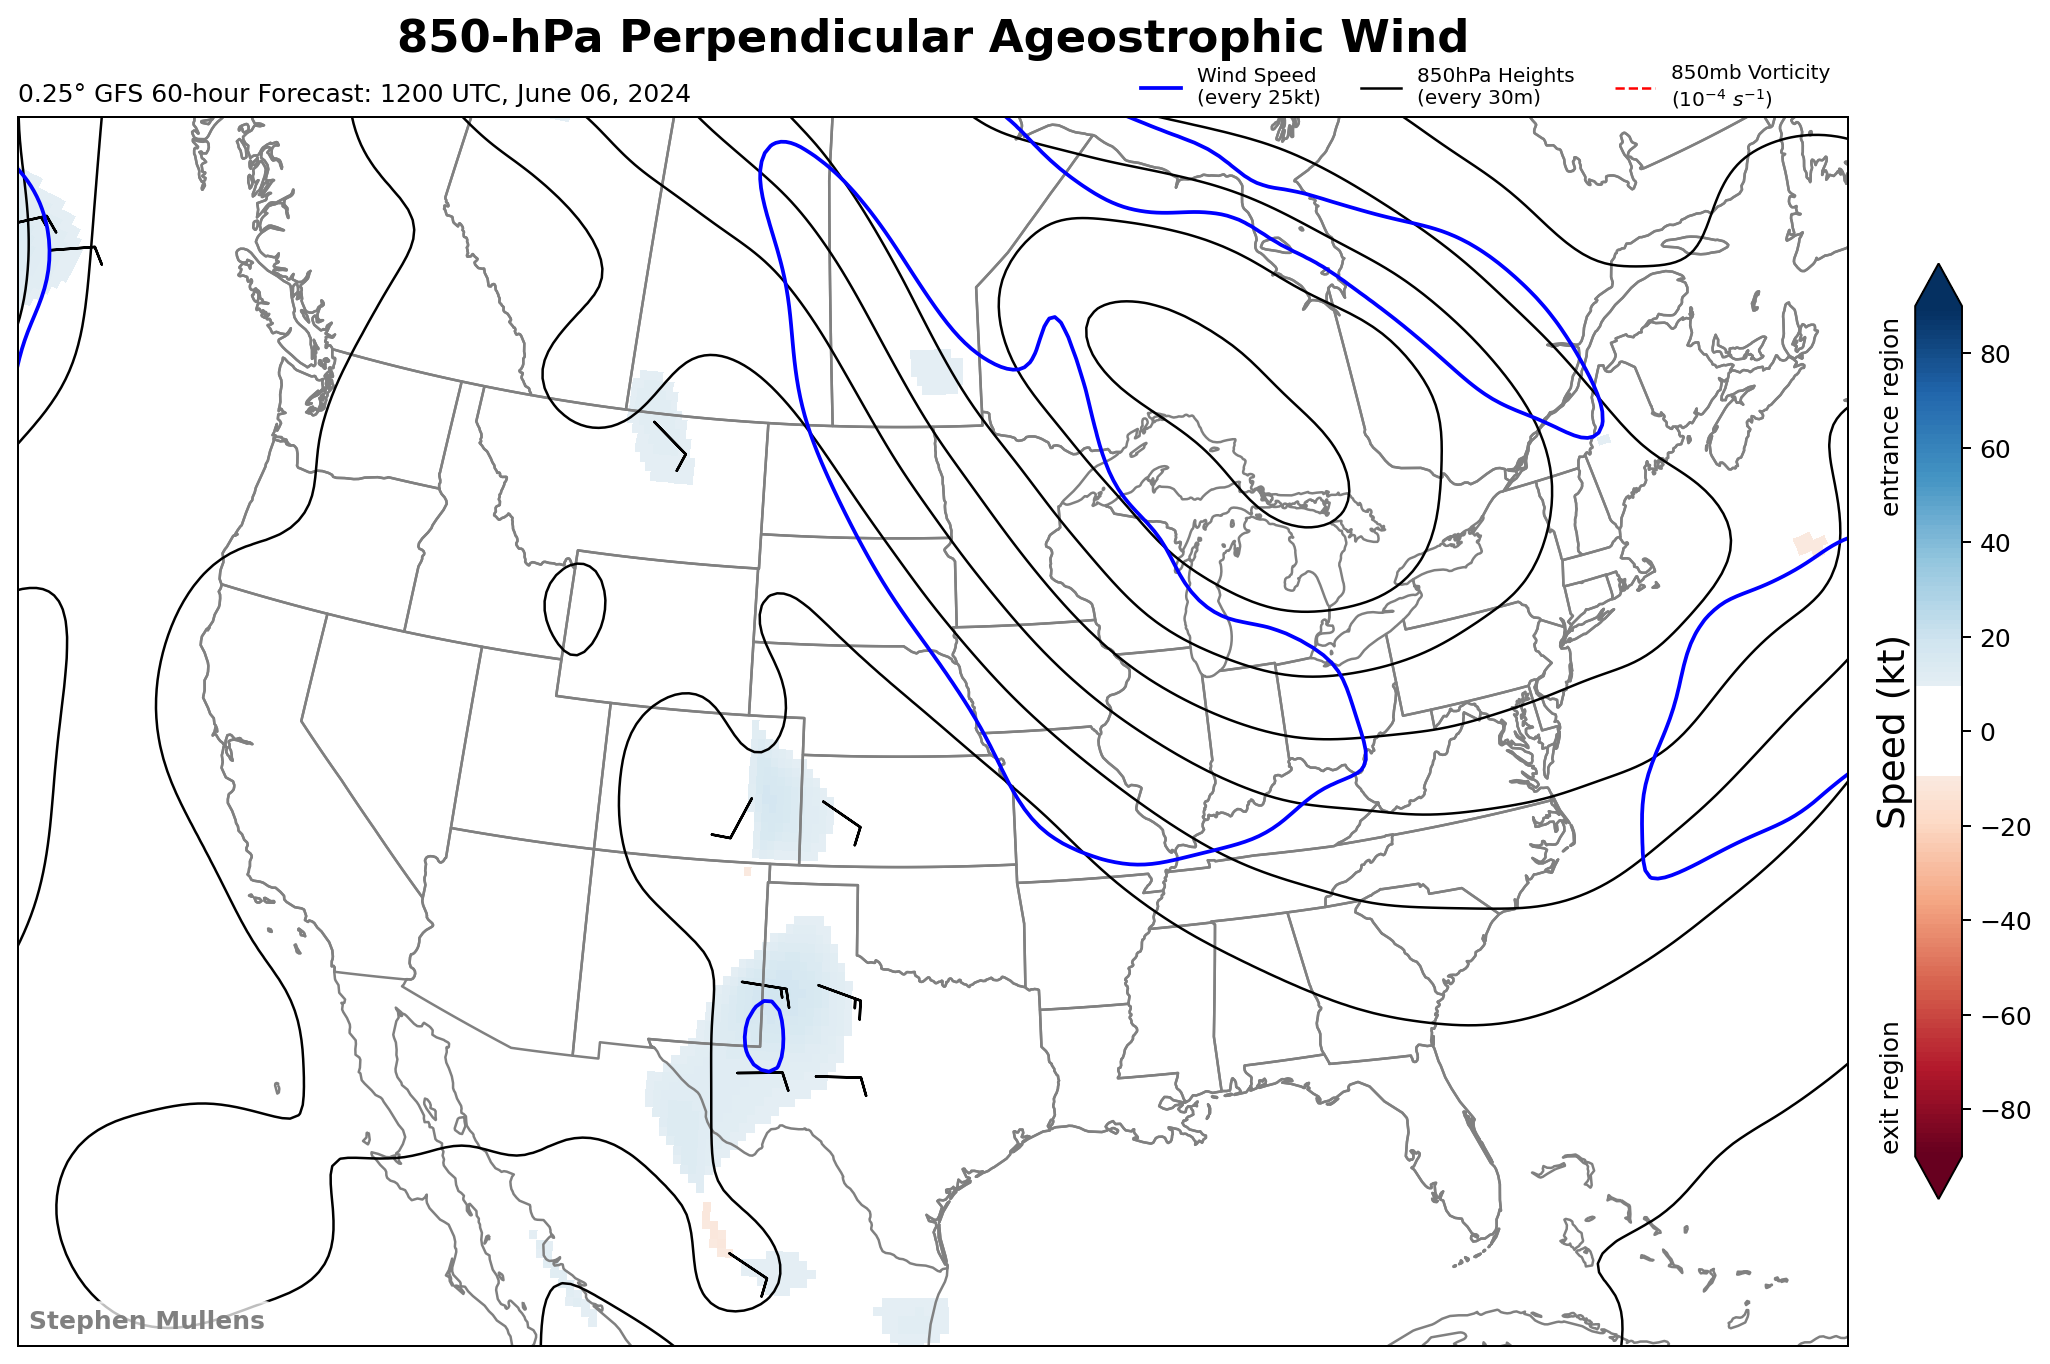 850-hPa Perpendicular Ageostrophic Wind
0.25° GFS 60-hour Forecast: 1200 UTC, June 06, 2024
Wind Speed
(every 25kt)
850hPa Heights
(every 30m)
850mb Vorticity
(10⁻⁴ s⁻¹)
entrance region
Speed (kt)
exit region
80
60
40
20
0
−20
−40
−60
−80
Stephen Mullens